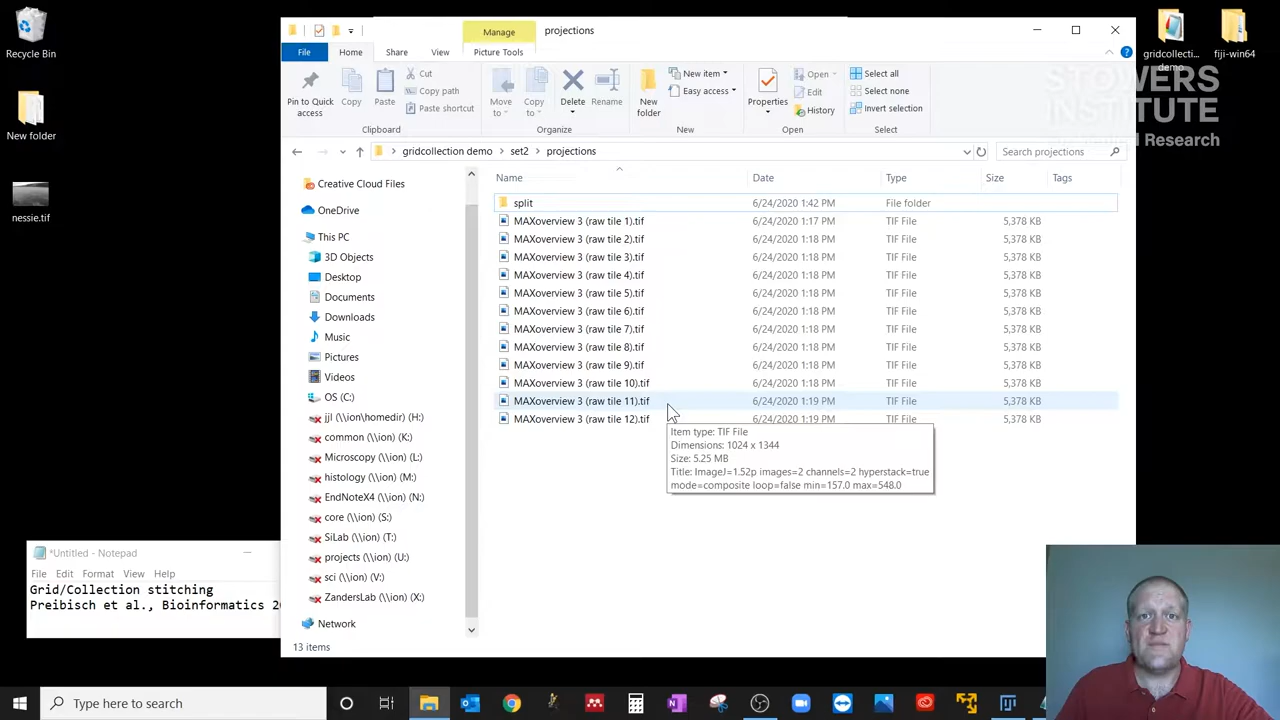 Recycle Bin
New folder
nessie.tif
Manage
projections
File
Home
Share
View
Picture Tools
Pin to Quick access
Copy
Paste
Cut
Copy path
Paste shortcut
Clipboard
Move to
Copy to
Delete
Rename
Organize
New folder
New item
Easy access
New
Properties
Open
Edit
History
Open
Select all
Select none
Invert selection
Select
gridcollecti... demo
fiji-win64
STOWERS
INSTITUTE
Research
gridcollection demo
set2
projections
Search projections
Creative Cloud Files
OneDrive
This PC
3D Objects
Desktop
Documents
Downloads
Music
Pictures
Videos
OS (C:)
jjl (\\ion\homedir) (H:)
common (\\ion) (K:)
Microscopy (\\ion) (L:)
histology (\\ion) (M:)
EndNoteX4 (\\ion) (N:)
core (\\ion) (S:)
SiLab (\\ion) (T:)
projects (\\ion) (U:)
sci (\\ion) (V:)
ZandersLab (\\ion) (X:)
Network
Name Date Type Size Tags
split 6/24/2020 1:42 PM File folder
MAXoverview 3 (raw tile 1).tif 6/24/2020 1:17 PM TIF File 5,378 KB
MAXoverview 3 (raw tile 2).tif 6/24/2020 1:18 PM TIF File 5,378 KB
MAXoverview 3 (raw tile 3).tif 6/24/2020 1:18 PM TIF File 5,378 KB
MAXoverview 3 (raw tile 4).tif 6/24/2020 1:18 PM TIF File 5,378 KB
MAXoverview 3 (raw tile 5).tif 6/24/2020 1:18 PM TIF File 5,378 KB
MAXoverview 3 (raw tile 6).tif 6/24/2020 1:18 PM TIF File 5,378 KB
MAXoverview 3 (raw tile 7).tif 6/24/2020 1:18 PM TIF File 5,378 KB
MAXoverview 3 (raw tile 8).tif 6/24/2020 1:18 PM TIF File 5,378 KB
MAXoverview 3 (raw tile 9).tif 6/24/2020 1:18 PM TIF File 5,378 KB
MAXoverview 3 (raw tile 10).tif 6/24/2020 1:18 PM TIF File 5,378 KB
MAXoverview 3 (raw tile 11).tif 6/24/2020 1:19 PM TIF File 5,378 KB
MAXoverview 3 (raw tile 12).tif 6/24/2020 1:19 PM TIF File 5,378 KB
Item type: TIF File
Dimensions: 1024 x 1344
Size: 5.25 MB
Title: ImageJ=1.52p images=2 channels=2 hyperstack=true
mode=composite loop=false min=157.0 max=548.0
13 items
*Untitled - Notepad
File Edit Format View Help
Grid/Collection stitching
Preibisch et al., Bioinformatics
Type here to search